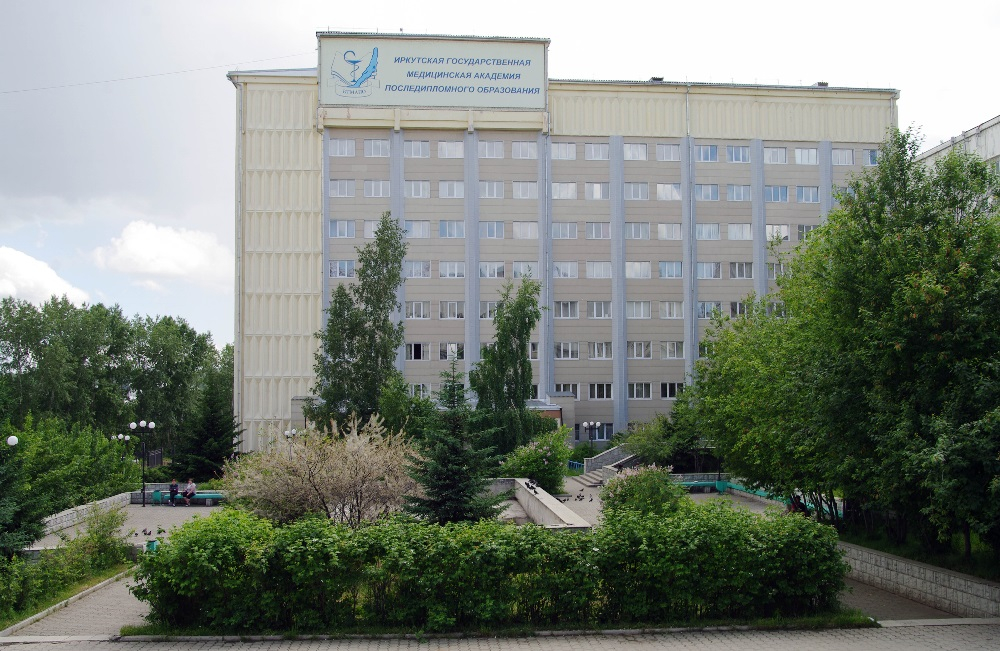 ИРКУТСКАЯ ГОСУДАРСТВЕННАЯ
МЕДИЦИНСКАЯ АКАДЕМИЯ
ПОСЛЕДИПЛОМНОГО ОБРАЗОВАНИЯ